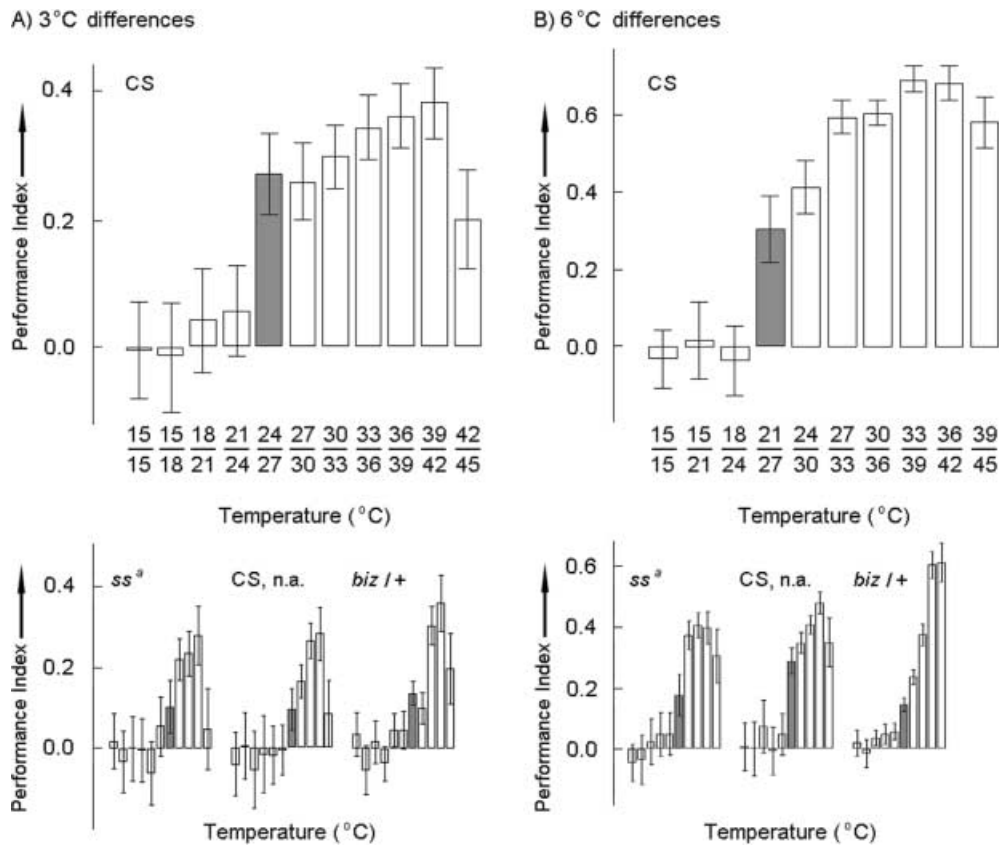 A) 3°C differences
CS
Performance Index
0.4
0.2
0.0
15 15 18 21 24 27 30 33 36 39 42
15 18 21 24 27 30 33 36 39 42 45
Temperature (°C)
B) 6°C differences
CS
Performance Index
0.6
0.4
0.2
0.0
15 15 18 21 24 27 30 33 36 39
15 21 24 27 30 33 36 39 42 45
Temperature (°C)
ss a CS, n.a. biz / +
Performance Index
0.4
0.2
0.0
Temperature (°C)
ss a CS, n.a. biz / +
Performance Index
0.6
0.4
0.2
0.0
Temperature (°C)